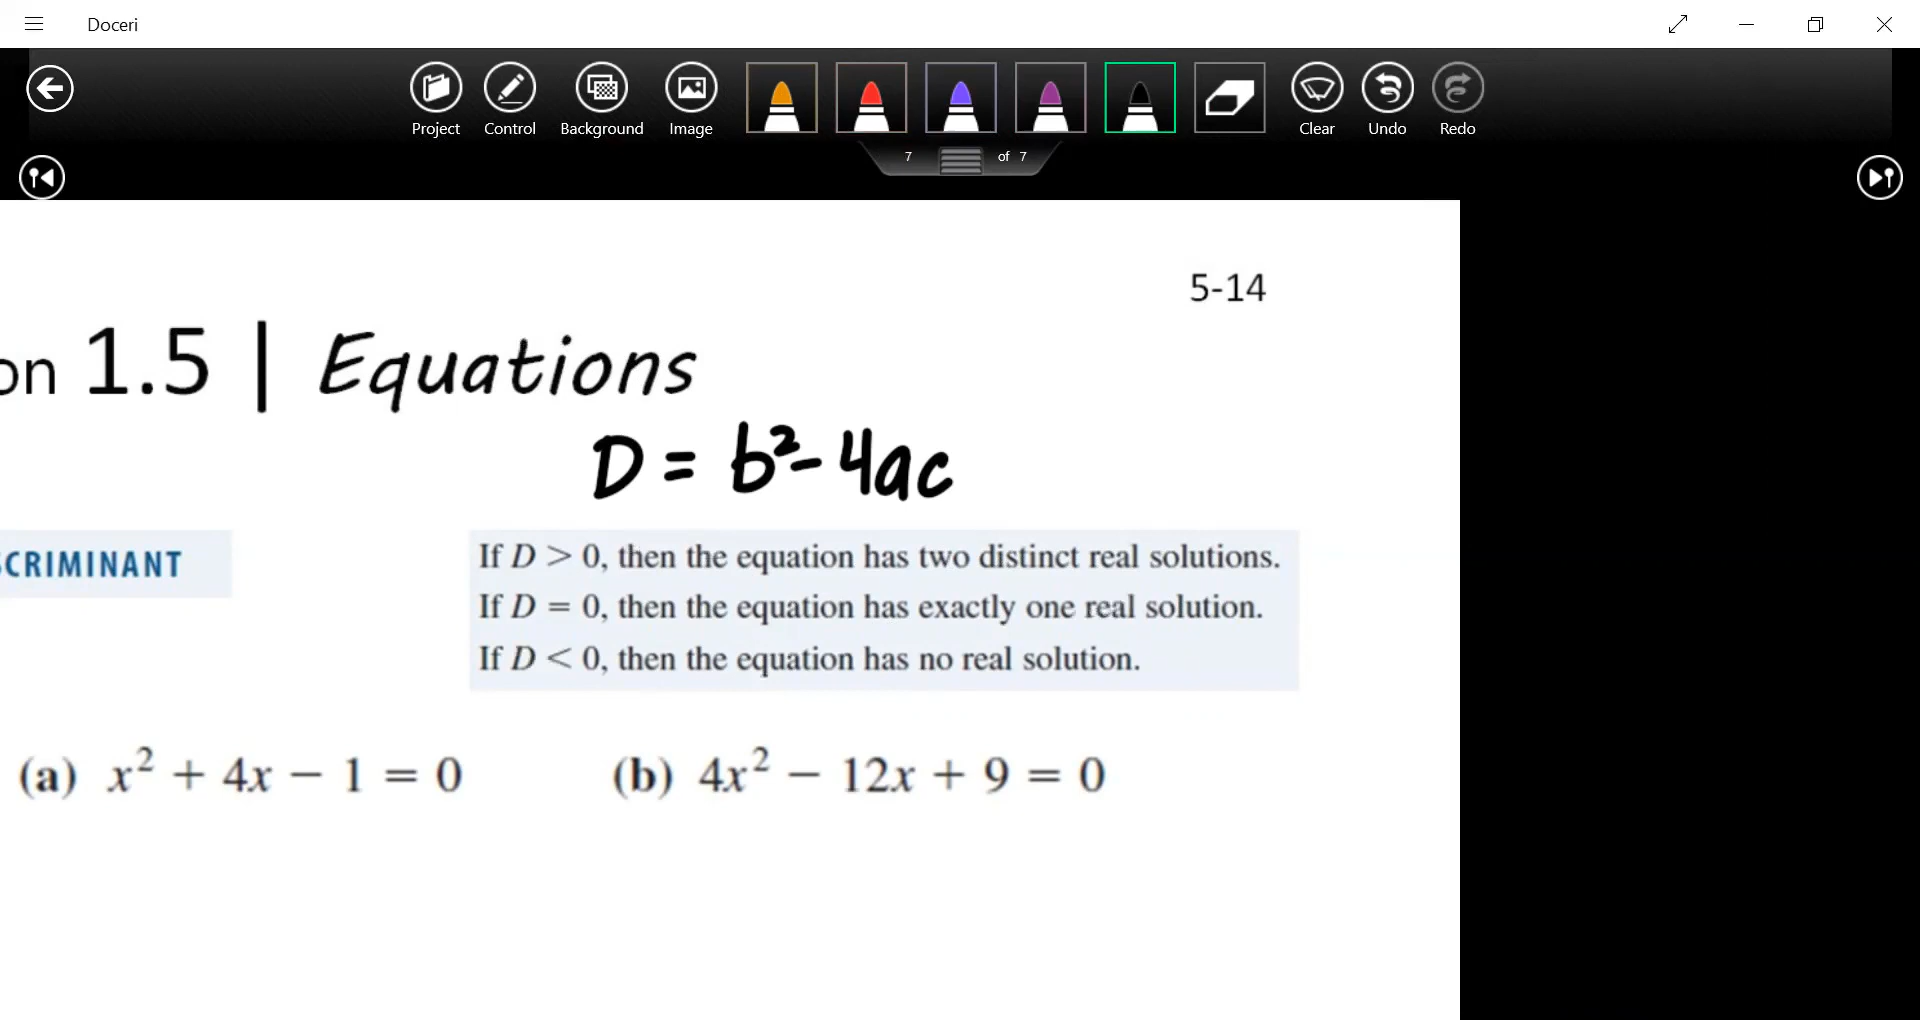 Doceri
Project Control Background Image Clear Undo Redo
7 of 7
5-14
on 1.5 | Equations
D = b² - 4ac
SCRIMINANT
If D > 0, then the equation has two distinct real solutions.
If D = 0, then the equation has exactly one real solution.
If D < 0, then the equation has no real solution.
(a) x² + 4x − 1 = 0 (b) 4x² − 12x + 9 = 0